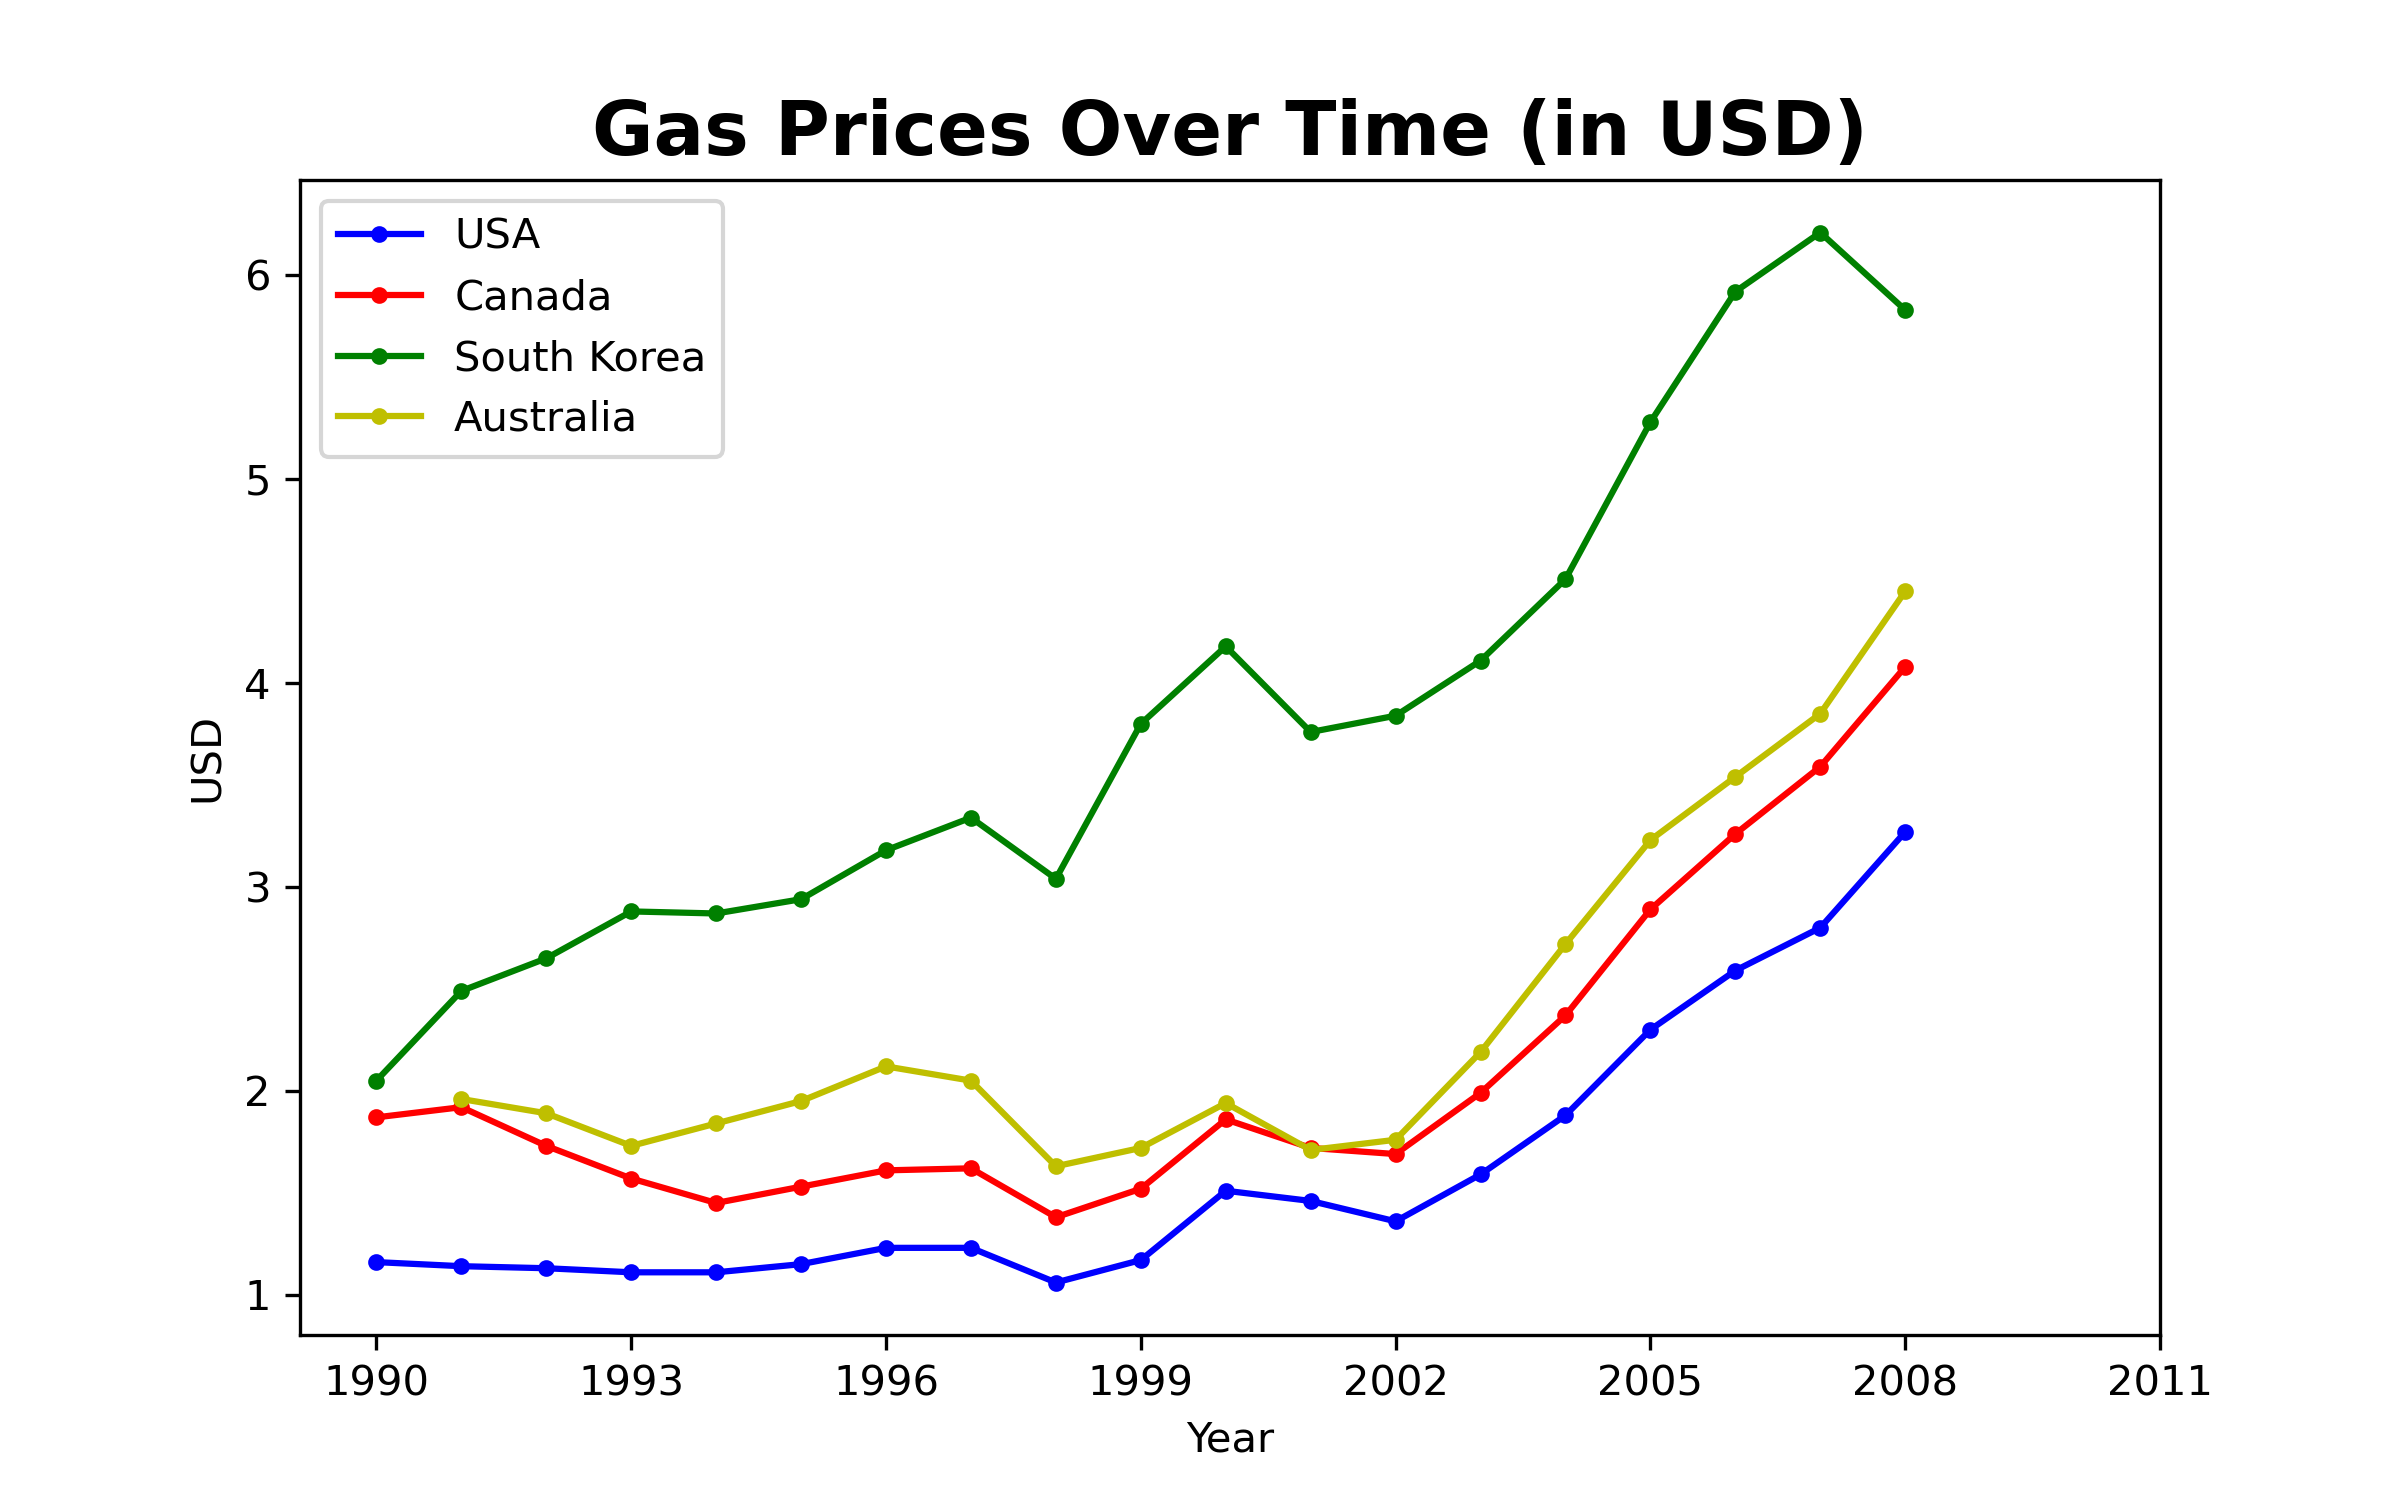 Gas Prices Over Time (in USD)
USA
Canada
South Korea
Australia
6
5
4
3
2
1
USD
1990 1993 1996 1999 2002 2005 2008 2011
Year